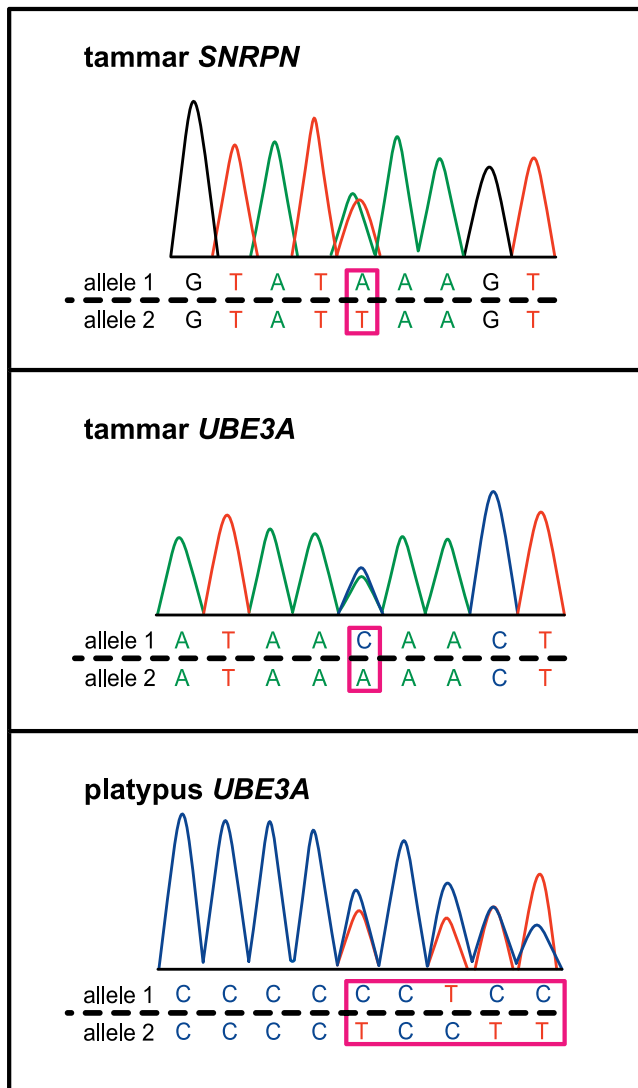 tammar SNRPN
allele 1 G T A T A A A G T
allele 2 G T A T T A A G T
tammar UBE3A
allele 1 A T A A C A A C T
allele 2 A T A A A A A C T
platypus UBE3A
allele 1 C C C C C C T C C
allele 2 C C C C T C C T T